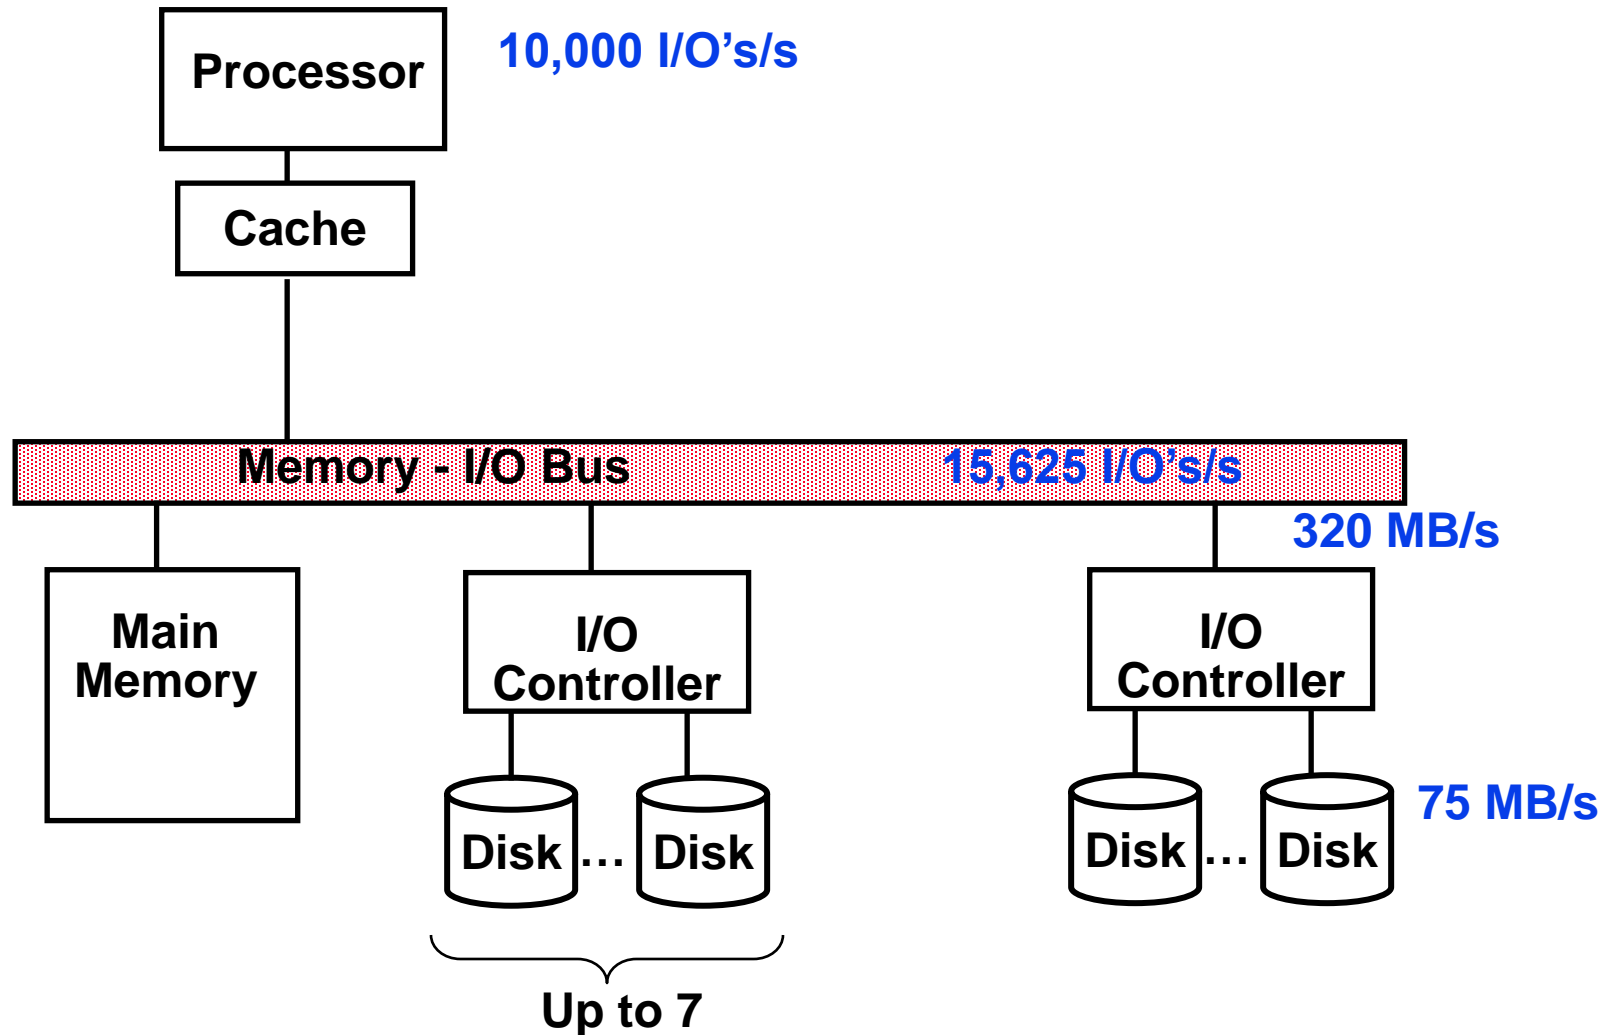 Processor
10,000 I/O's/s
Cache
Memory - I/O Bus
15,625 I/O's/s
320 MB/s
Main
Memory
I/O
Controller
I/O
Controller
75 MB/s
Disk ... Disk
Disk ... Disk
Up to 7